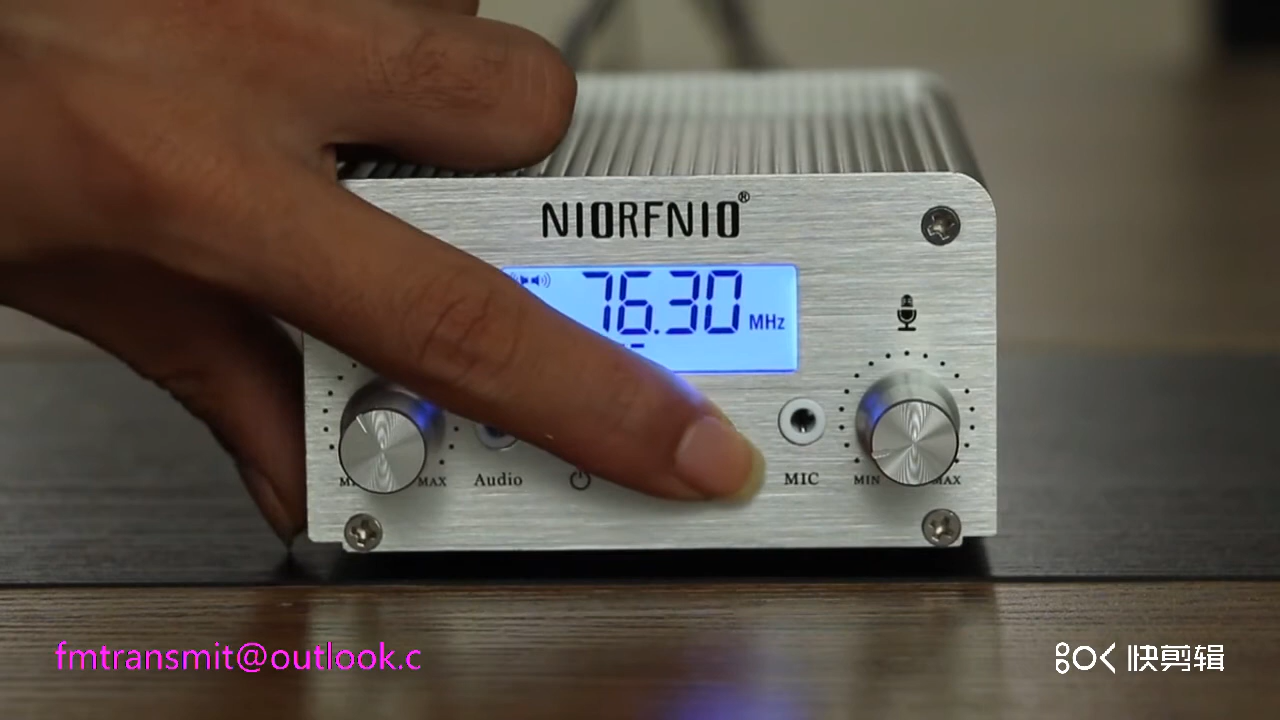 NIORFNIO®
76.30 MHz
MAX
Audio
MIC
MIN
MAX
fmtransmit@outlook.c
快剪辑